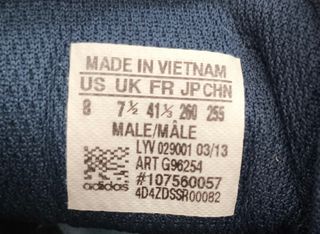 MADE IN VIETNAM
US UK FR JP CHN
8 7½ 41⅓ 260 255
MALE/MÂLE
LYV 029001 03/13
ART G96254
#107560057
adidas 4D4ZDSSR00082